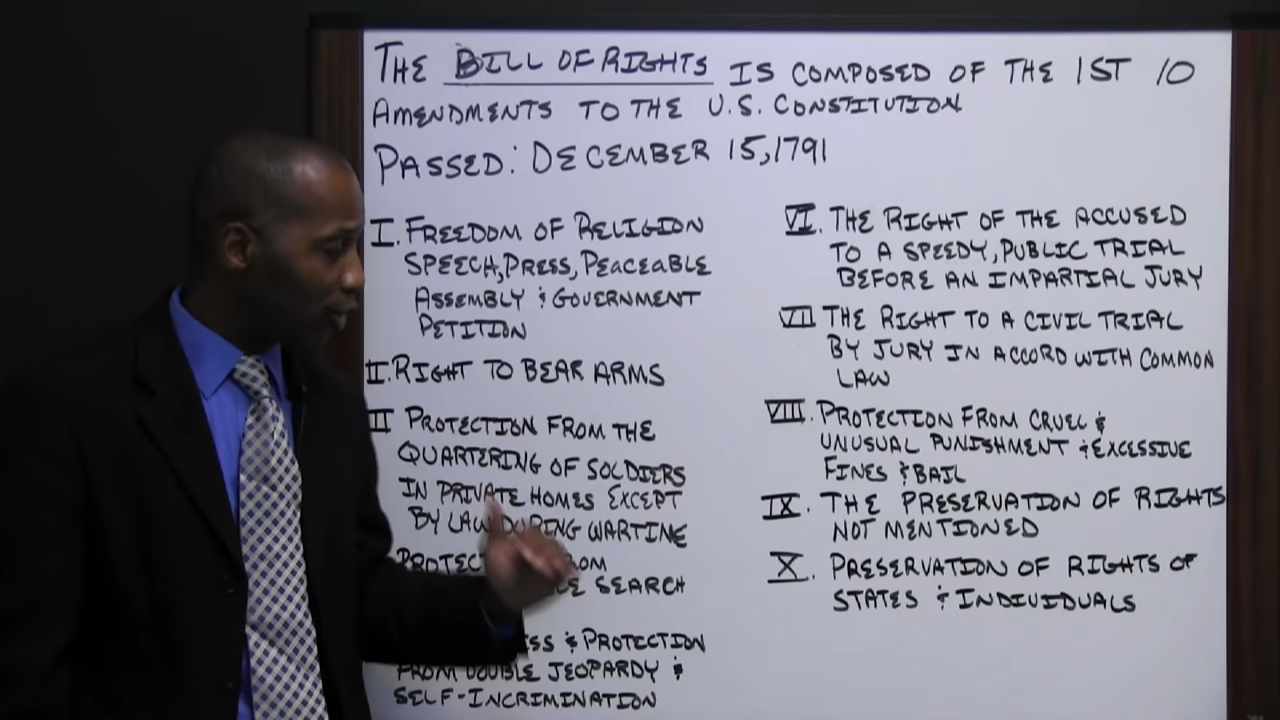 THE BILL OF RIGHTS IS COMPOSED OF THE 1ST 10
AMENDMENTS TO THE U.S. CONSTITUTION
PASSED: DECEMBER 15, 1791
I. FREEDOM OF RELIGION
SPEECH, PRESS, PEACEABLE
ASSEMBLY & GOVERNMENT
PETITION
II. RIGHT TO BEAR ARMS
II PROTECTION FROM THE
QUARTERING OF SOLDIERS
IN PRIVATE HOMES EXCEPT
BY LAW DURING WARTINE
SEARCH
& PROTECTION
FROM DOUBLE JEOPARDY &
SELF-INCRIMINATION
VI. THE RIGHT OF THE ACCUSED
TO A SPEEDY, PUBLIC TRIAL
BEFORE AN IMPARTIAL JURY
VII THE RIGHT TO A CIVIL TRIAL
BY JURY IN ACCORD WITH COMMON
LAW
VIII. PROTECTION FROM CRUEL &
UNUSUAL PUNISHMENT & EXCESSIVE
FINES & BAIL
IX. THE PRESERVATION OF RIGHTS
NOT MENTIONED
X. PRESERVATION OF RIGHTS OF
STATES & INDIVIDUALS